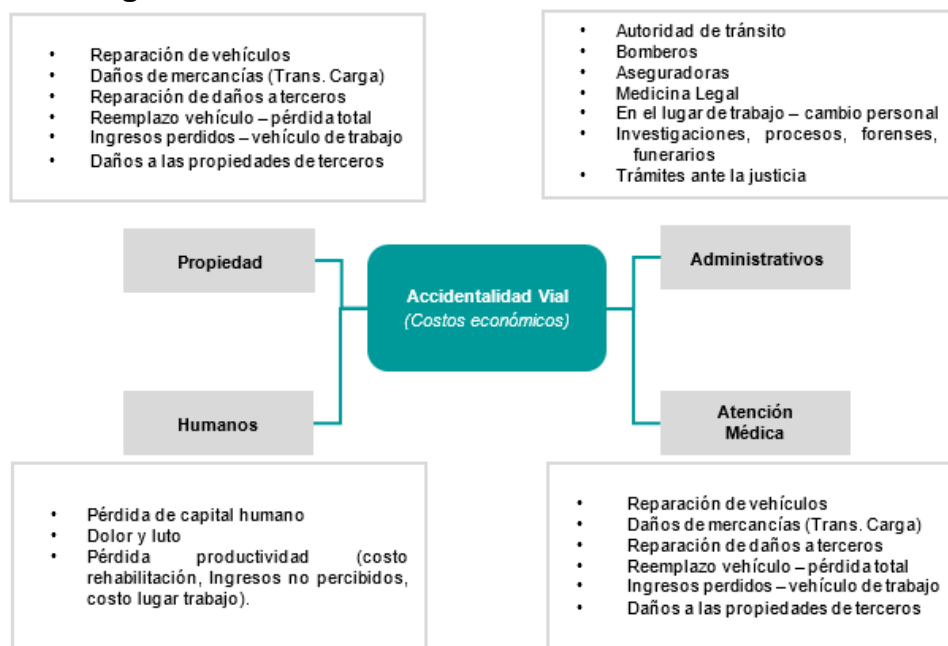 • Reparación de vehículos
• Daños de mercancías (Trans. Carga)
• Reparación de daños a terceros
• Reemplazo vehículo – pérdida total
• Ingresos perdidos – vehículo de trabajo
• Daños a las propiedades de terceros
• Autoridad de tránsito
• Bomberos
• Aseguradoras
• Medicina Legal
• En el lugar de trabajo – cambio personal
• Investigaciones, procesos, forenses,
funerarios
• Trámites ante la justicia
Propiedad
Administrativos
Accidentalidad Vial
(Costos económicos)
Humanos
Atención
Médica
• Pérdida de capital humano
• Dolor y luto
• Pérdida productividad (costo
rehabilitación, Ingresos no percibidos,
costo lugar trabajo).
• Reparación de vehículos
• Daños de mercancías (Trans. Carga)
• Reparación de daños a terceros
• Reemplazo vehículo – pérdida total
• Ingresos perdidos – vehículo de trabajo
• Daños a las propiedades de terceros